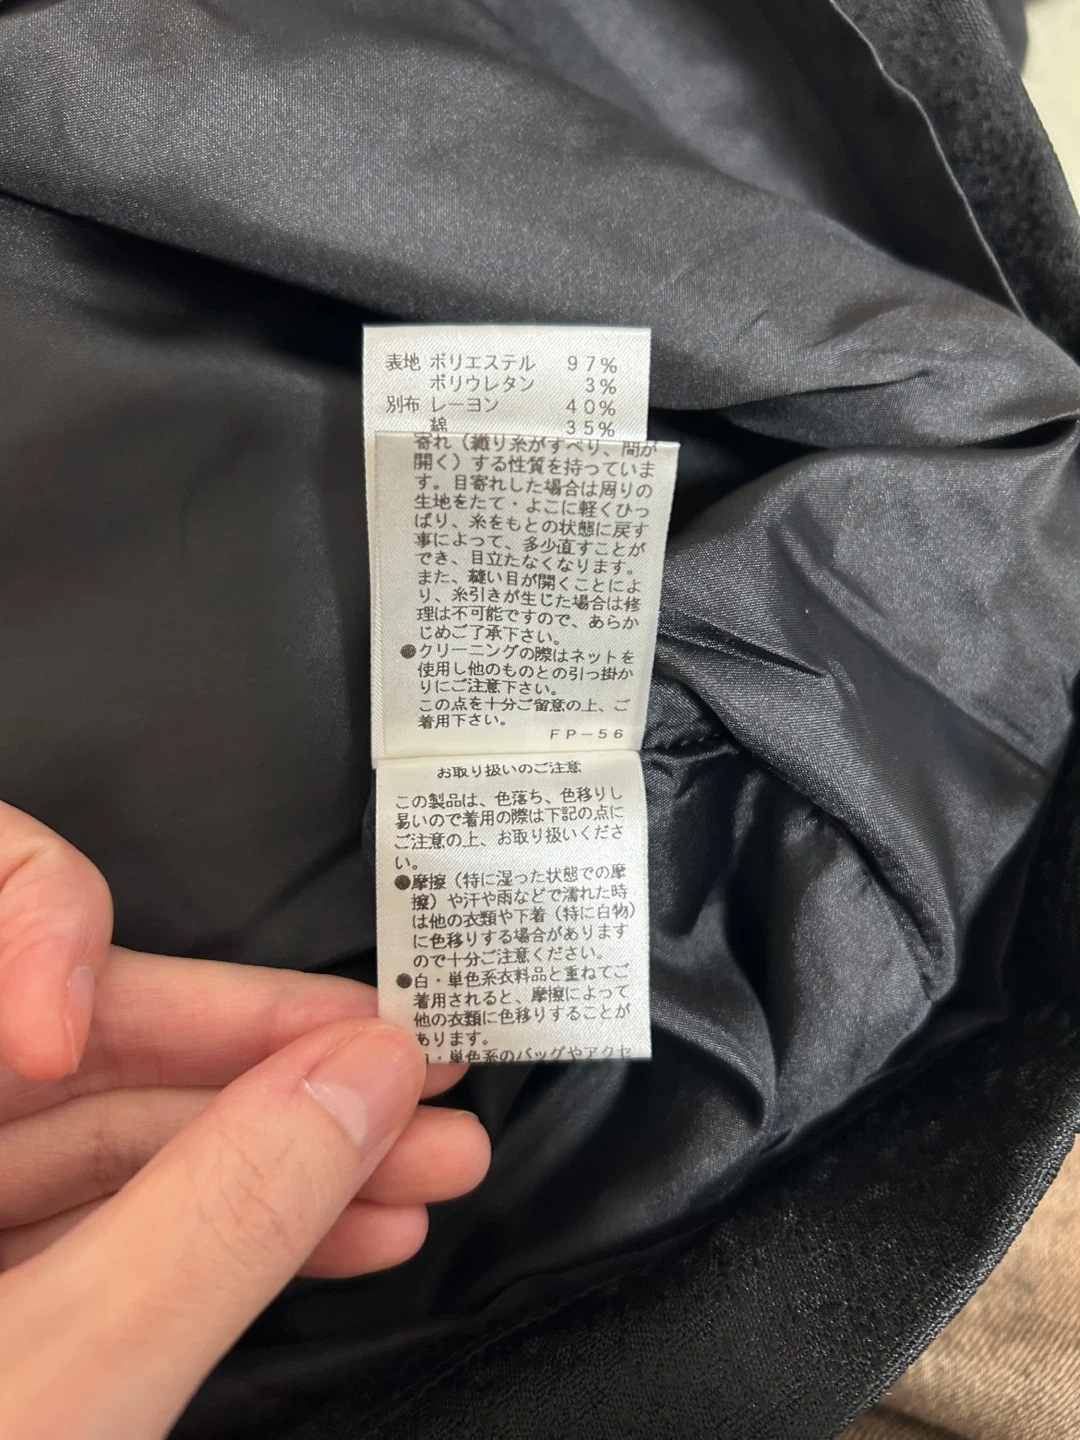 表地 ポリエステル 97%
ポリウレタン 3%
別布 レーヨン 40%
綿 35%
寄れ（織り糸がすべり、間が
開く）する性質を持っていま
す。目寄れした場合は周りの
生地をたて・よこに軽くひっ
ぱり、糸をもとの状態に戻す
事によって、多少直すことが
でき、目立たなくなります。
また、縫い目が開くことによ
り、糸引きが生じた場合は修
理は不可能ですので、あらか
じめご了承下さい。
●クリーニングの際はネットを
使用し他のものとの引っ掛か
りにご注意下さい。
この点を十分ご留意の上、ご
着用下さい。
FP－56
お取り扱いのご注意
この製品は、色落ち、色移りし
易いので着用の際は下記の点に
ご注意の上、お取り扱いくださ
い。
●摩擦（特に湿った状態での摩
擦）や汗や雨などで濡れた時
は他の衣類や下着（特に白物）
に色移りする場合があります
ので十分ご注意ください。
●白・単色系衣料品と重ねてご
着用されると、摩擦によって
他の衣類に色移りすることが
あります。
・単色系のバッグやアクセ